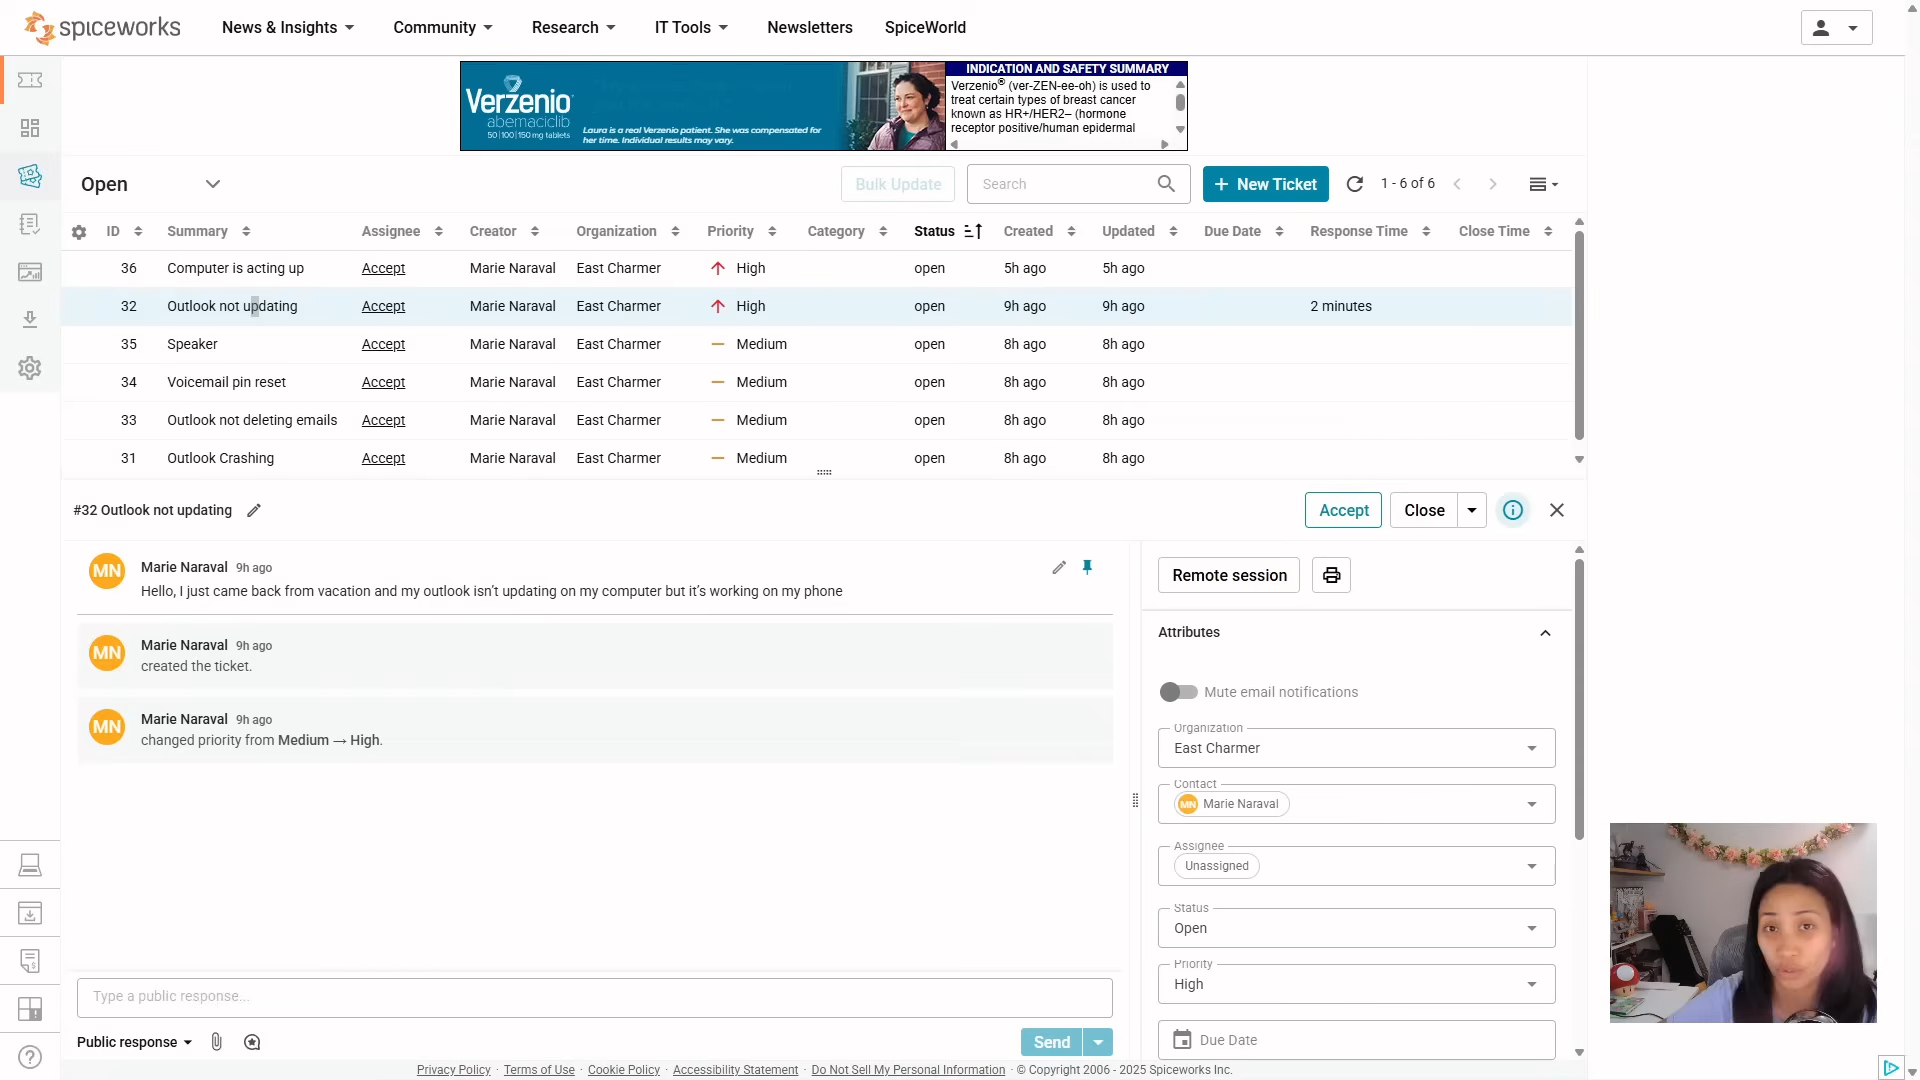 spiceworks
News & Insights
Community
Research
IT Tools
Newsletters
SpiceWorld
Verzenio
abemaciclib
50|100|150 mg tablets
Laura is a real Verzenio patient. She was compensated for
her time. Individual results may vary.
INDICATION AND SAFETY SUMMARY
Verzenio® (ver-ZEN-ee-oh) is used to
treat certain types of breast cancer
known as HR+/HER2– (hormone
receptor positive/human epidermal
Open
Bulk Update
Search
+ New Ticket
1 - 6 of 6
ID Summary Assignee Creator Organization Priority Category Status Created Updated Due Date Response Time Close Time
36 Computer is acting up Accept Marie Naraval East Charmer High open 5h ago 5h ago
32 Outlook not updating Accept Marie Naraval East Charmer High open 9h ago 9h ago 2 minutes
35 Speaker Accept Marie Naraval East Charmer Medium open 8h ago 8h ago
34 Voicemail pin reset Accept Marie Naraval East Charmer Medium open 8h ago 8h ago
33 Outlook not deleting emails Accept Marie Naraval East Charmer Medium open 8h ago 8h ago
31 Outlook Crashing Accept Marie Naraval East Charmer Medium open 8h ago 8h ago
#32 Outlook not updating
Accept
Close
MN
Marie Naraval 9h ago
Hello, I just came back from vacation and my outlook isn’t updating on my computer but it’s working on my phone
MN
Marie Naraval 9h ago
created the ticket.
MN
Marie Naraval 9h ago
changed priority from Medium → High.
Type a public response...
Public response
Send
Remote session
Attributes
Mute email notifications
Organization
East Charmer
Contact
MN Marie Naraval
Assignee
Unassigned
Status
Open
Priority
High
Due Date
Privacy Policy · Terms of Use · Cookie Policy · Accessibility Statement · Do Not Sell My Personal Information · © Copyright 2006 - 2025 Spiceworks Inc.